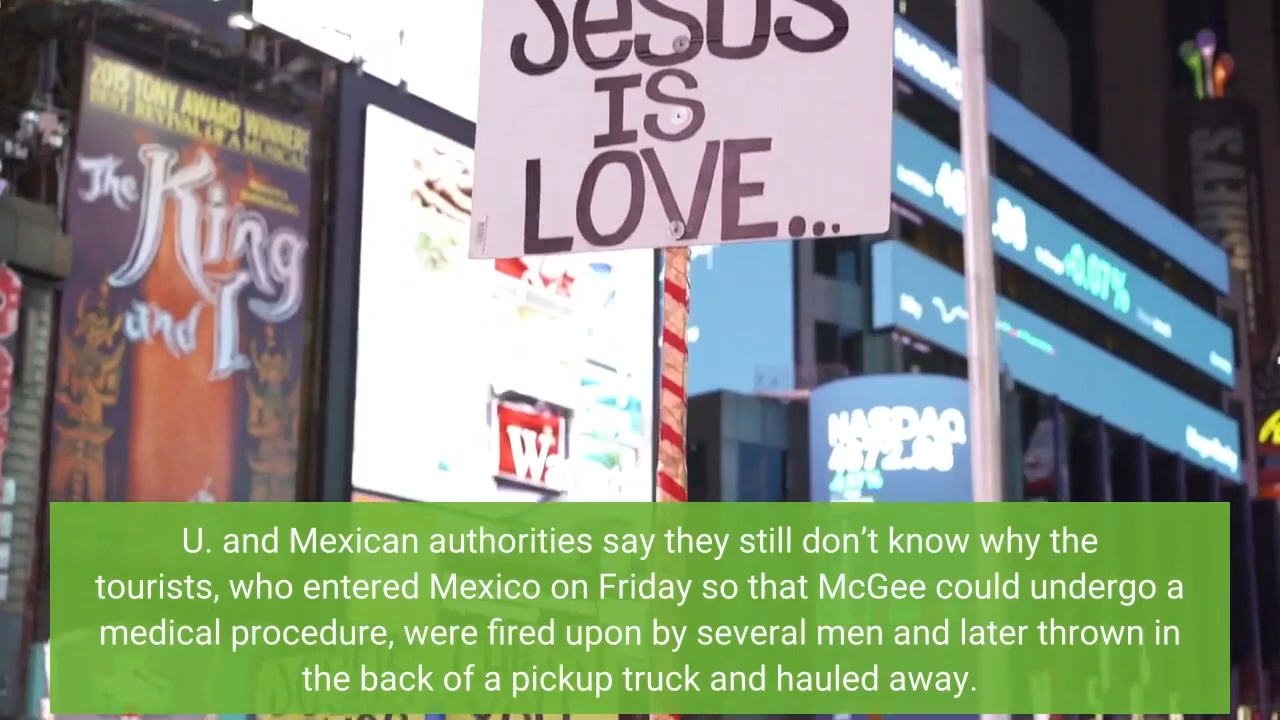 JESUS
IS
LOVE...
2015 TONY AWARD WINNER!
BEST REVIVAL OF A MUSICAL
The King
and I
NASDAQ
NASDAQ
U. and Mexican authorities say they still don’t know why the
tourists, who entered Mexico on Friday so that McGee could undergo a
medical procedure, were fired upon by several men and later thrown in
the back of a pickup truck and hauled away.